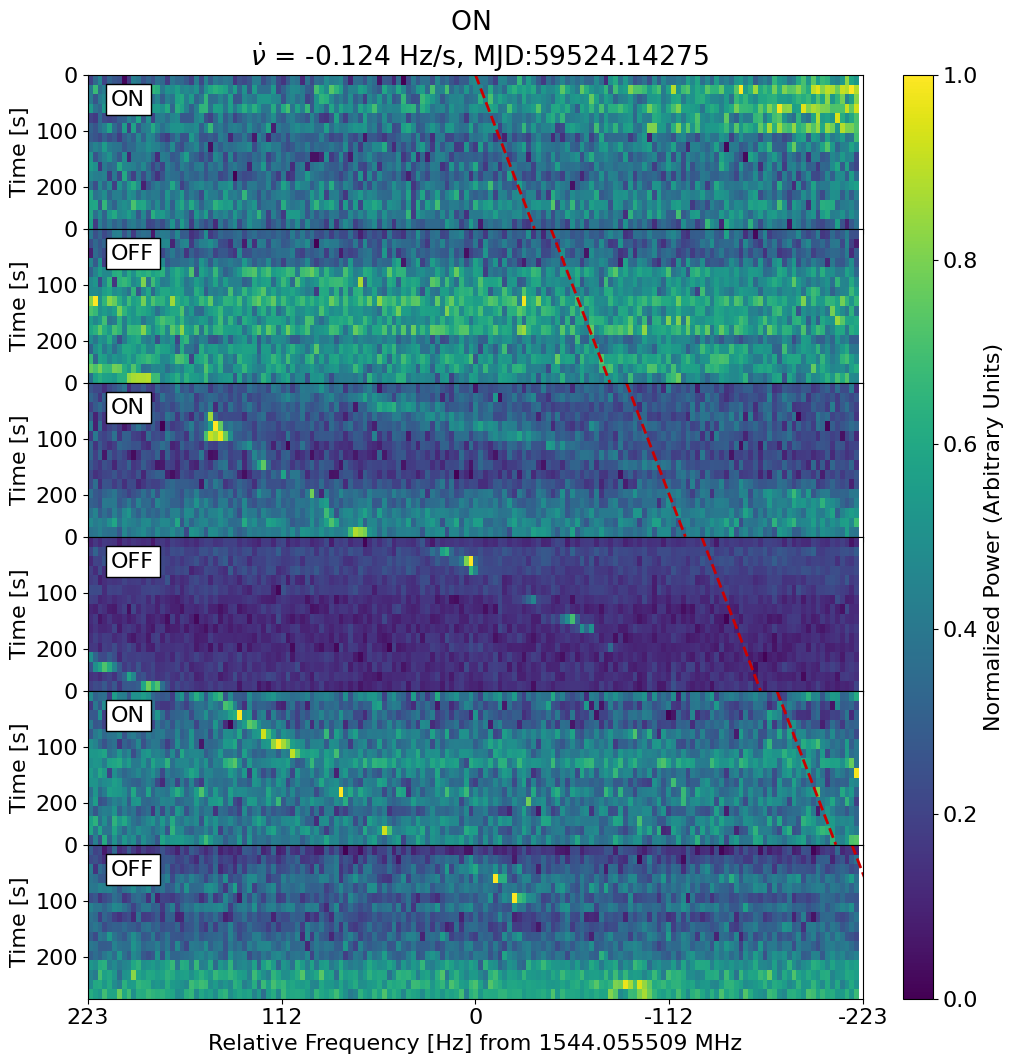 ON
ν̇ = -0.124 Hz/s, MJD:59524.14275
0
ON
100
200
Time [s]
0
OFF
100
200
Time [s]
0
ON
100
200
Time [s]
0
OFF
100
200
Time [s]
0
ON
100
200
Time [s]
0
OFF
100
200
Time [s]
223 112 0 -112 -223
Relative Frequency [Hz] from 1544.055509 MHz
1.0
0.8
0.6
0.4
0.2
0.0
Normalized Power (Arbitrary Units)